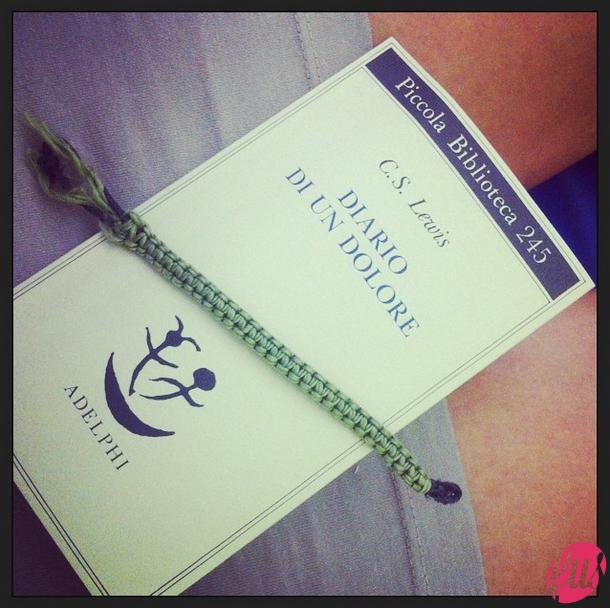 Piccola Biblioteca 245
C.S. Lewis
DIARIO
DI UN DOLORE
ADELPHI